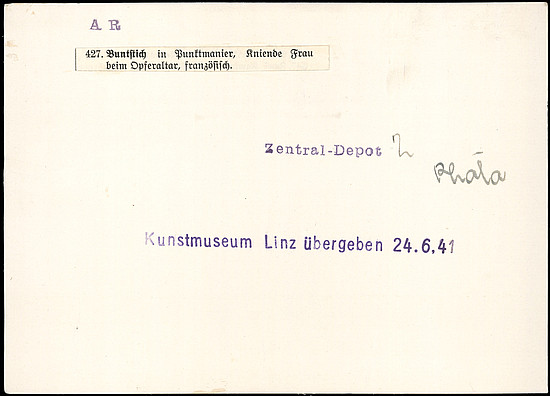 A R
427. Buntstich in Punktmanier, Kniende Frau
beim Opferaltar, französisch.
Zentral-Depot
Kunstmuseum Linz übergeben 24.6.41